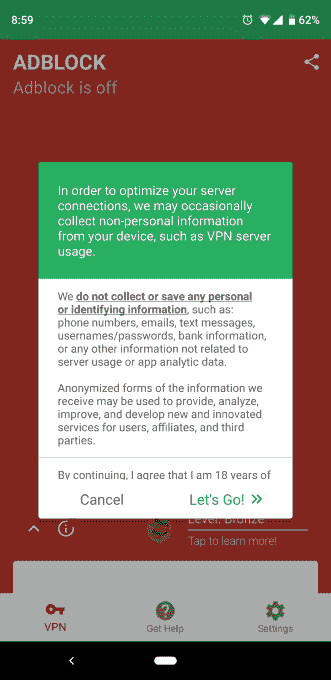 8:59
62%
ADBLOCK
Adblock is off
In order to optimize your server
connections, we may occasionally
collect non-personal information
from your device, such as VPN server
usage.
We do not collect or save any personal
or identifying information, such as:
phone numbers, emails, text messages,
usernames/passwords, bank information,
or any other information not related to
server usage or app analytic data.
Anonymized forms of the information we
receive may be used to provide, analyze,
improve, and develop new and innovated
services for users, affiliates, and third
parties.
By continuing, I agree that I am 18 years of
Cancel
Let's Go!
Level: Bronze
Tap to learn more!
VPN
Get Help
Settings